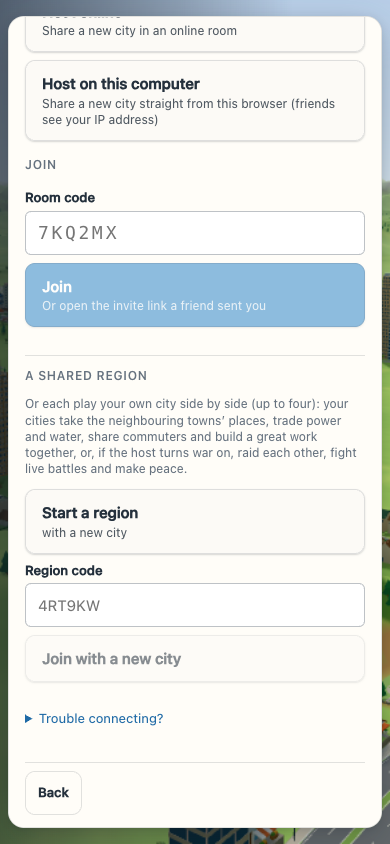 Share a new city in an online room
Host on this computer
Share a new city straight from this browser (friends
see your IP address)
JOIN
Room code
7KQ2MX
Join
Or open the invite link a friend sent you
A SHARED REGION
Or each play your own city side by side (up to four): your
cities take the neighbouring towns’ places, trade power
and water, share commuters and build a great work
together, or, if the host turns war on, raid each other, fight
live battles and make peace.
Start a region
with a new city
Region code
4RT9KW
Join with a new city
Trouble connecting?
Back